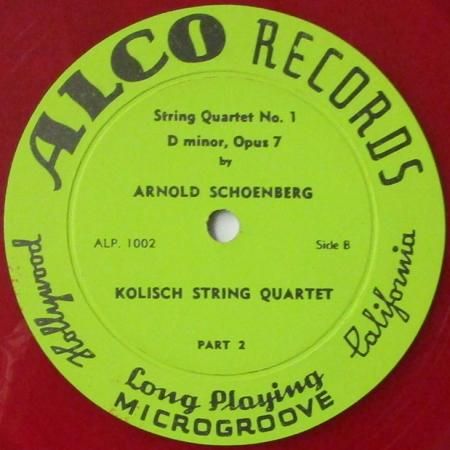 ALCO RECORDS
String Quartet No. 1
D minor, Opus 7
by
ARNOLD SCHOENBERG
ALP. 1002
Side B
KOLISCH STRING QUARTET
PART 2
Hollywood
California
Long Playing
MICROGROOVE